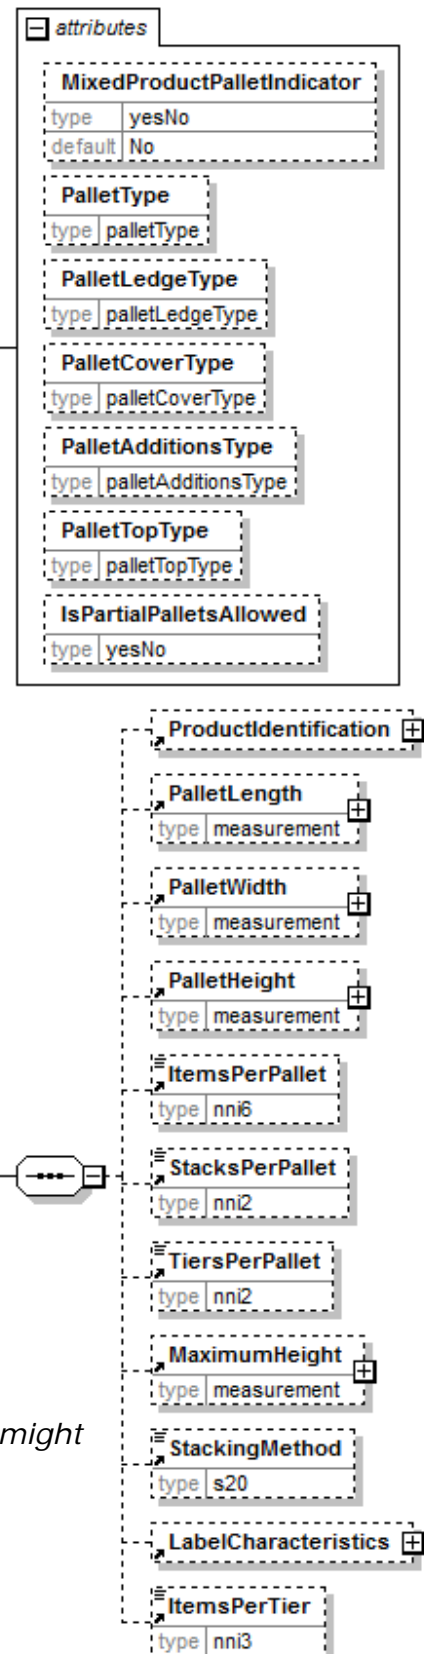 attributes
MixedProductPalletIndicator
type yesNo
default No
PalletType
type palletType
PalletLedgeType
type palletLedgeType
PalletCoverType
type palletCoverType
PalletAdditionsType
type palletAdditionsType
PalletTopType
type palletTopType
IsPartialPalletsAllowed
type yesNo
ProductIdentification
PalletLength
type measurement
PalletWidth
type measurement
PalletHeight
type measurement
ItemsPerPallet
type nni6
StacksPerPallet
type nni2
TiersPerPallet
type nni2
MaximumHeight
type measurement
might
StackingMethod
type s20
LabelCharacteristics
ItemsPerTier
type nni3